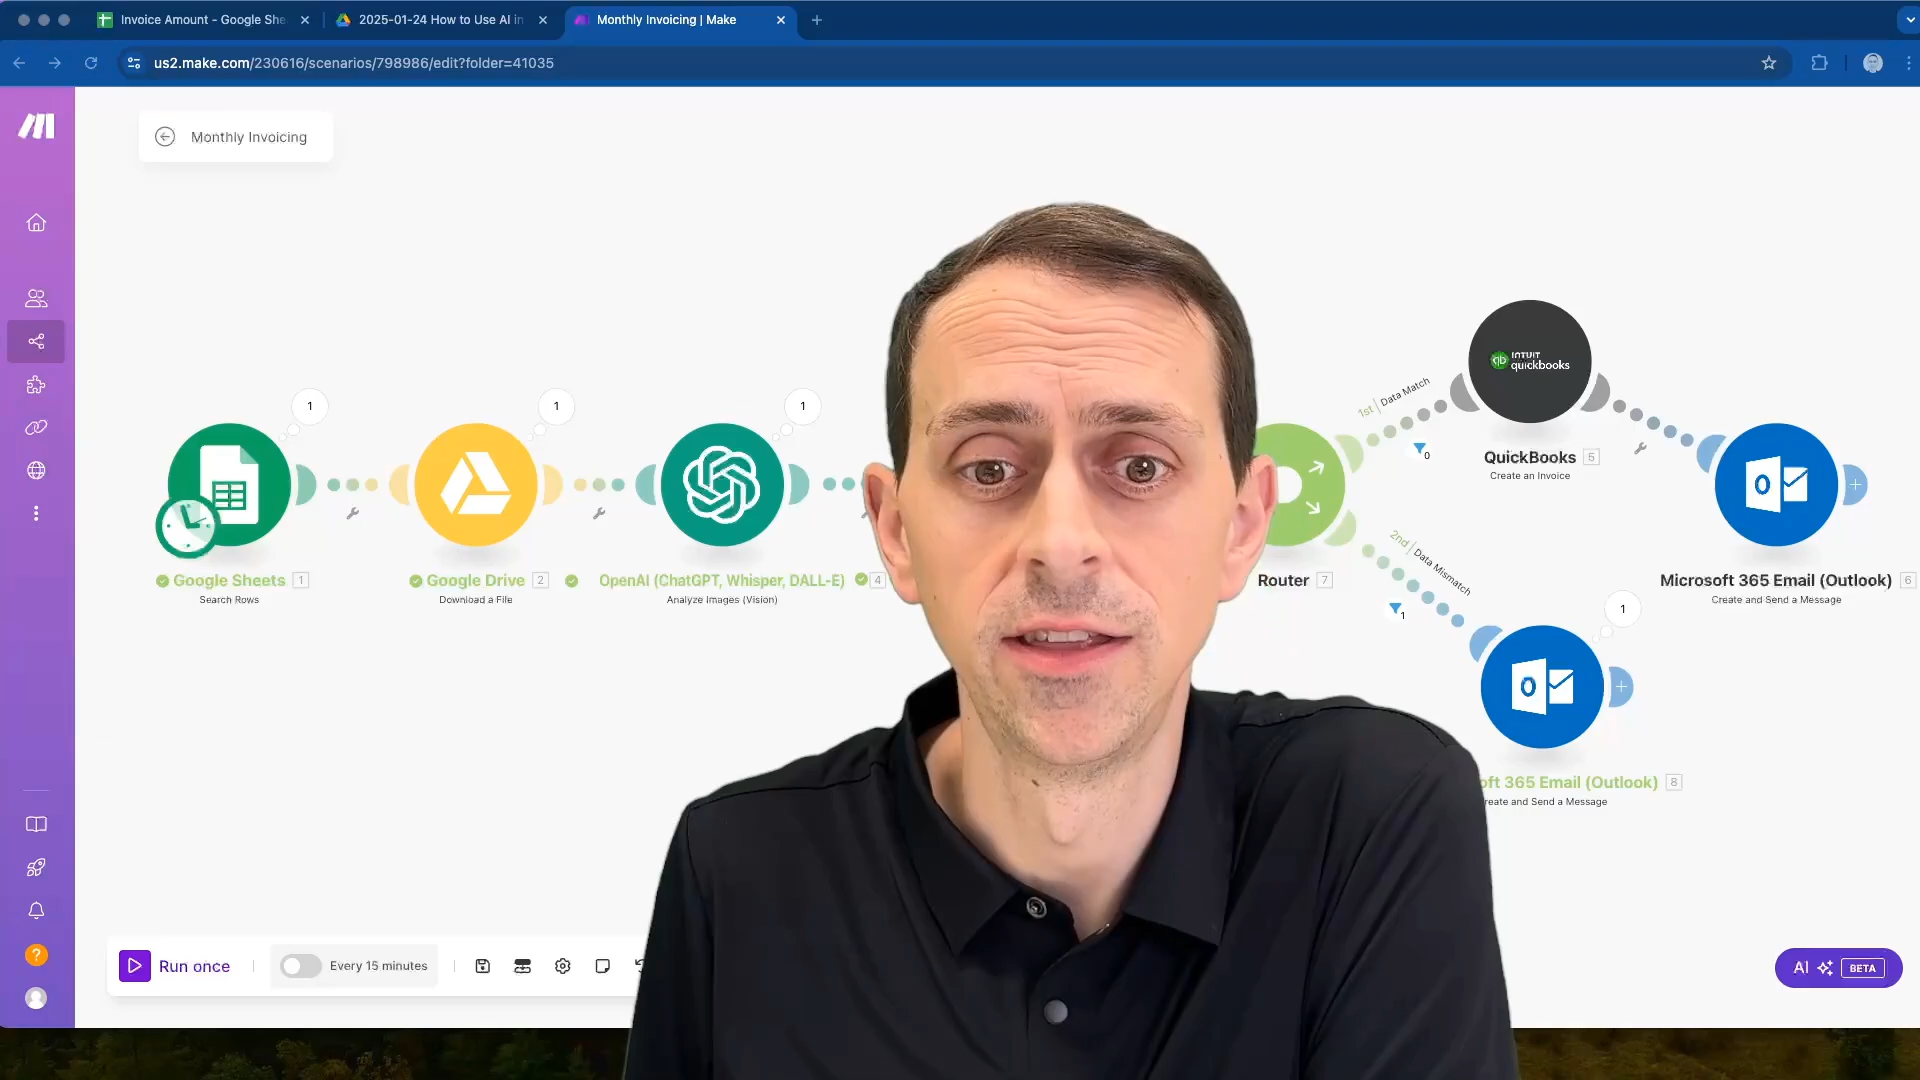 Invoice Amount - Google She
2025-01-24 How to Use AI in
Monthly Invoicing | Make
us2.make.com/230616/scenarios/798986/edit?folder=41035
Monthly Invoicing
1
1
1
1st | Data Match
0
INTUIT
quickbooks
qb
QuickBooks 5
Create an Invoice
Google Sheets 1
Search Rows
Google Drive 2
Download a File
OpenAI (ChatGPT, Whisper, DALL-E) 4
Analyze Images (Vision)
Router 7
2nd | Data Mismatch
1
Microsoft 365 Email (Outlook) 6
Create and Send a Message
1
oft 365 Email (Outlook) 8
reate and Send a Message
Run once
Every 15 minutes
AI BETA
?